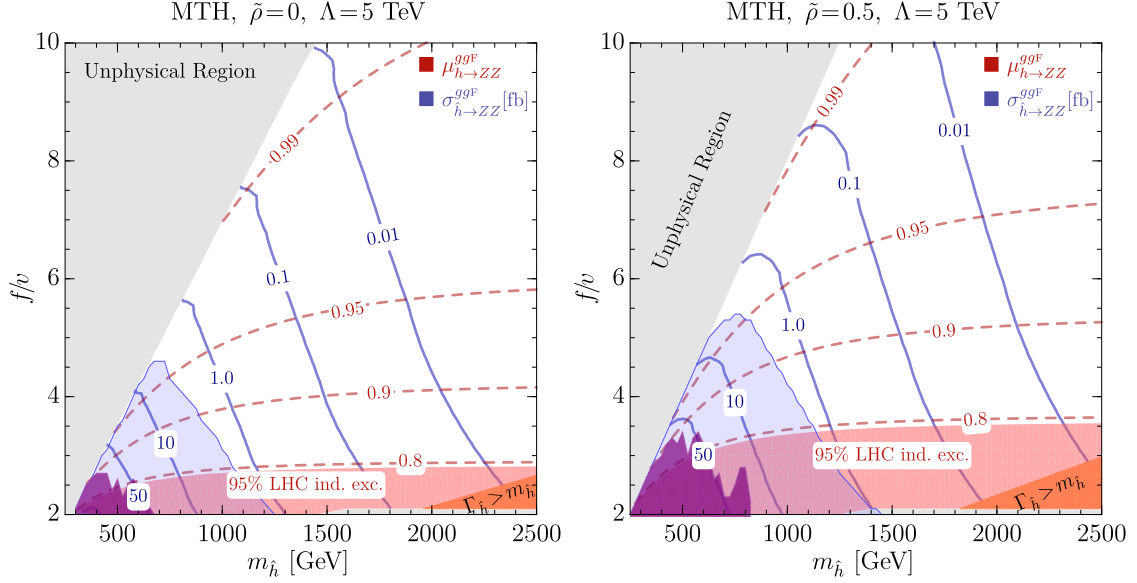 MTH, ρ̃=0, Λ=5 TeV
Unphysical Region
μ^{ggF}_{h→ZZ}
σ^{ggF}_{ĥ→ZZ}[fb]
0.99
0.95
0.9
0.8
0.01
0.1
1.0
10
50
95% LHC ind. exc.
Γ_ĥ > m_ĥ
f/v
10
8
6
4
2
500 1000 1500 2000 2500
m_ĥ [GeV]
MTH, ρ̃=0.5, Λ=5 TeV
Unphysical Region
μ^{ggF}_{h→ZZ}
σ^{ggF}_{ĥ→ZZ}[fb]
0.99
0.95
0.9
0.8
0.01
0.1
1.0
10
50
95% LHC ind. exc.
Γ_ĥ > m_ĥ
f/v
10
8
6
4
2
500 1000 1500 2000 2500
m_ĥ [GeV]